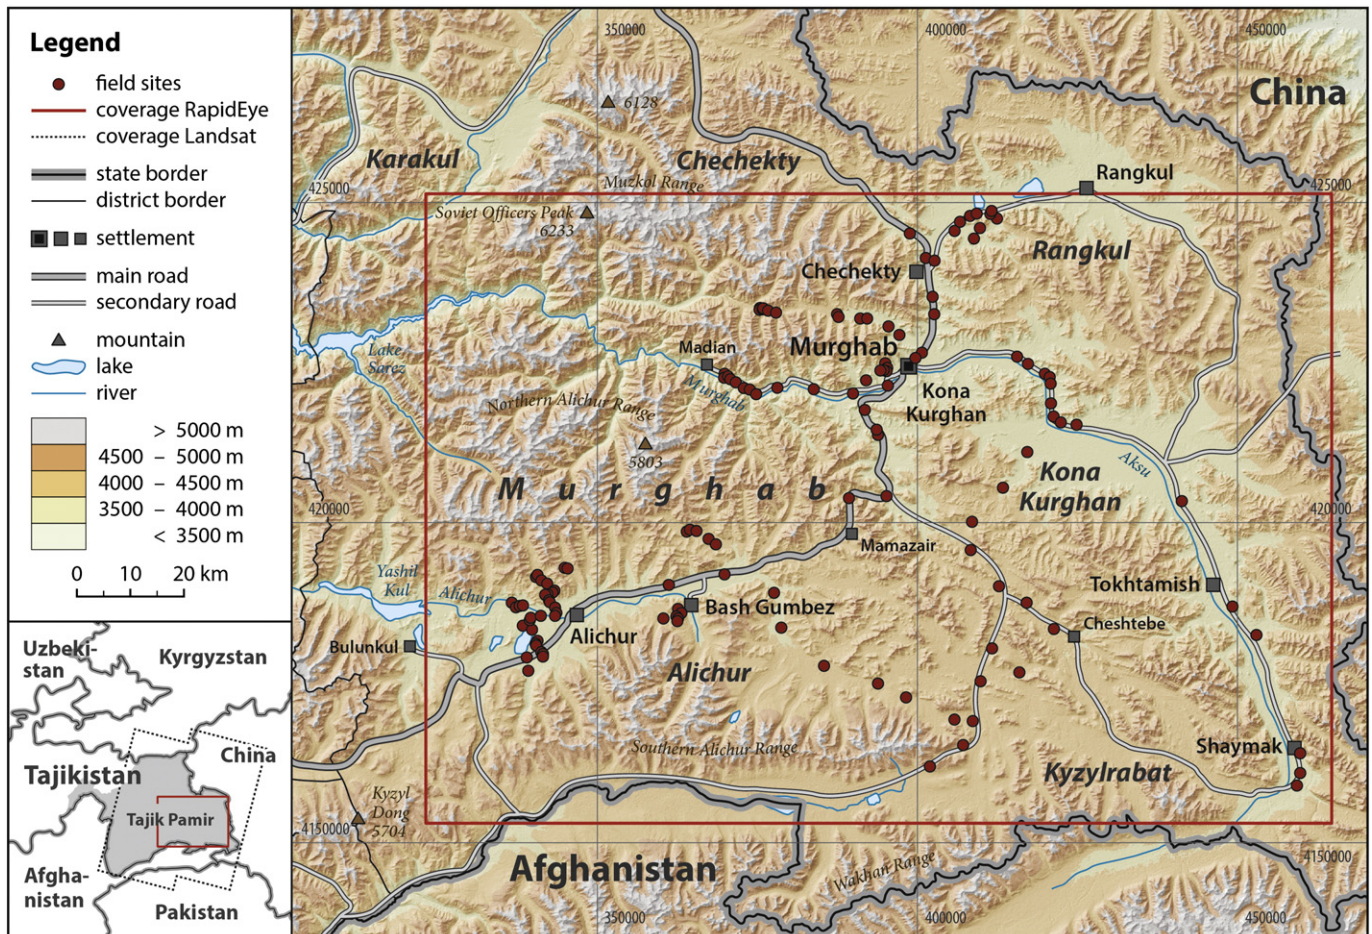 Legend
field sites
coverage RapidEye
coverage Landsat
state border
district border
settlement
main road
secondary road
mountain
lake
river
> 5000 m
4500 – 5000 m
4000 – 4500 m
3500 – 4000 m
< 3500 m
0 10 20 km
Uzbeki-
stan
Kyrgyzstan
China
Tajikistan
Tajik Pamir
Afgha-
nistan
Pakistan
350000
400000
450000
China
6128
Karakul
Chechekty
Muzkol Range
Rangkul
425000
425000
Soviet Officers Peak
6233
Rangkul
Chechekty
Lake
Sarez
Madian
Murghab
Murghab
Northern Alichur Range
Kona
Kurghan
5803
Aksu
Kona
Kurghan
Murghab
420000
420000
Mamazair
Yashil
Kul
Alichur
Tokhtamish
Bash Gumbez
Alichur
Cheshtebe
Bulunkul
Alichur
Southern Alichur Range
Shaymak
Kyzylrabat
Kyzyl
Dong
5704
4150000
4150000
Afghanistan
Wakhan Range
350000
400000
450000